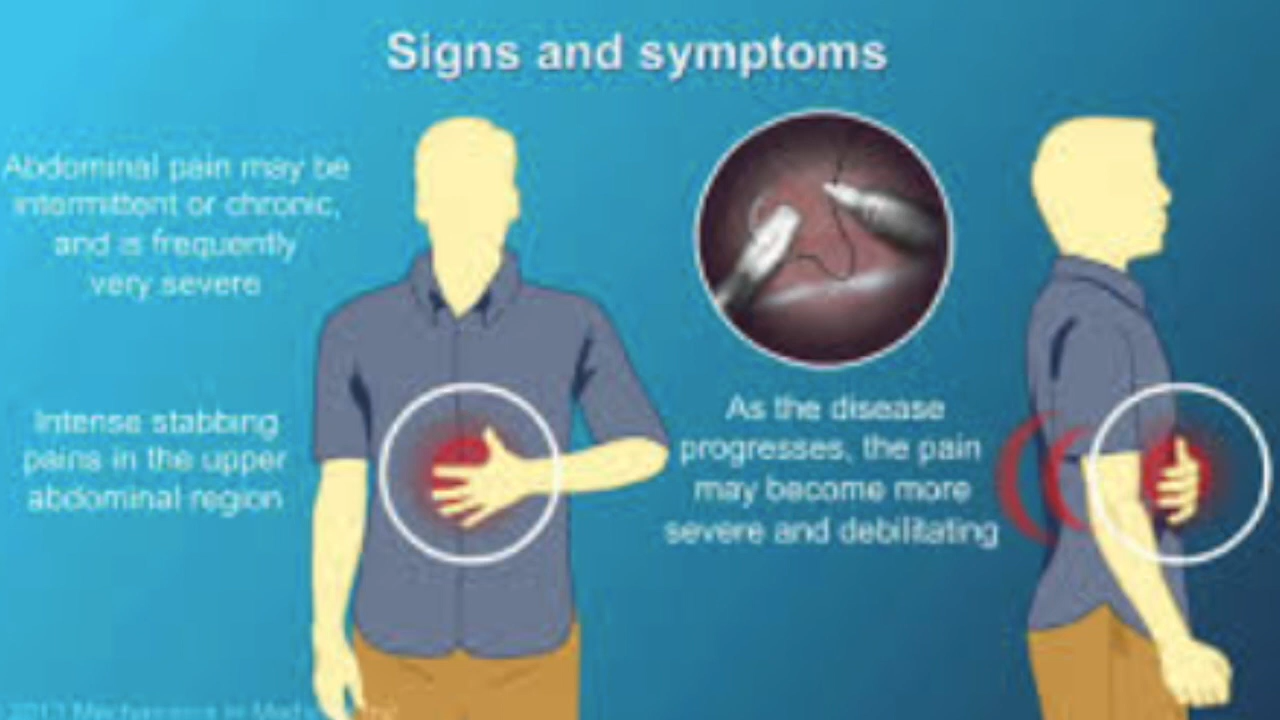 Signs and symptoms
Abdominal pain may be
intermittent or chronic,
and is frequently
very severe
Intense stabbing
pains in the upper
abdominal region
As the disease
progresses, the pain
may become more
severe and debilitating